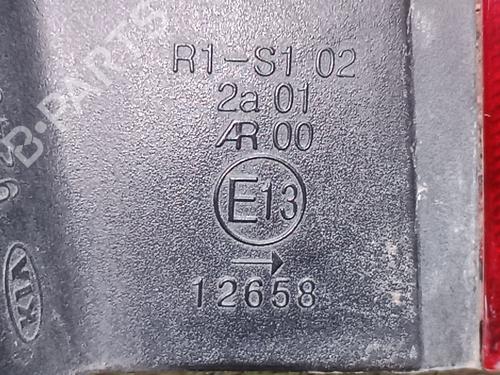 R1-S1 02
2a 01
AR 00
E13
→
12658
KIA
B-PARTS